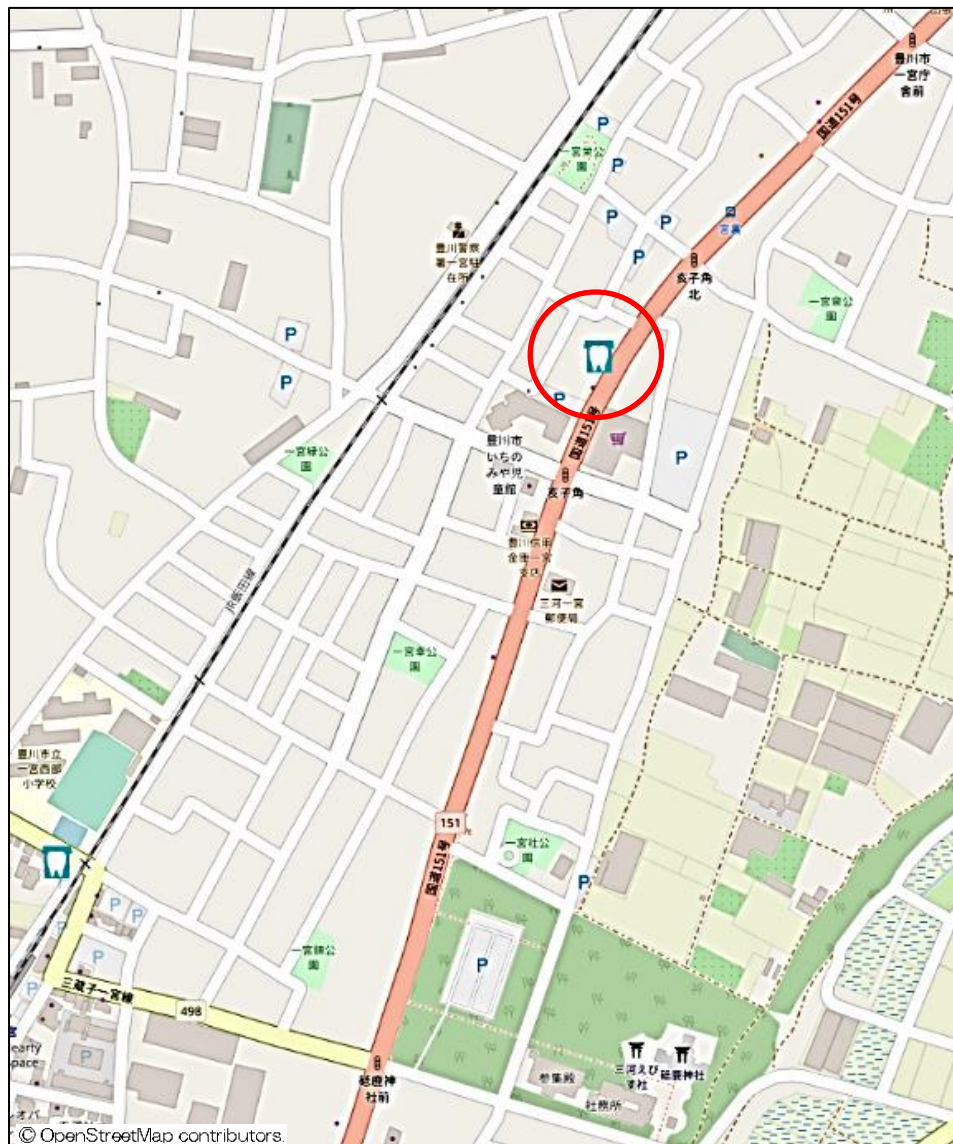 豊川市
一宮庁
舎前
国道151号
一宮栄公
園
宮裏
豊川警察
署一宮駐
在所
亥子角
北
一宮泉公
園
P
P
P
P
P
P
P
P
国道151号
豊川市
いちの
みや児
童館
P
一宮緑公
園
亥子角
豊川信用
金庫一宮
支店
三河一宮
郵便局
JR飯田線
一宮幸公
園
豊川市立
一宮西部
小学校
151
国道151号
一宮社公
園
P
P
P
P
P
一宮錦公
園
P
三蔵子一宮線
498
P
earty
pace
砥鹿神
社前
参集殿
三河えび
す社
砥鹿神社
社務所
© OpenStreetMap contributors.